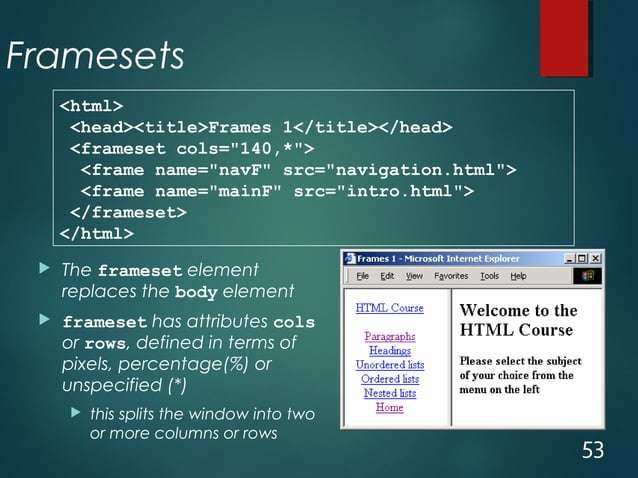 Framesets
<html>
<head><title>Frames 1</title></head>
<frameset cols="140,*">
<frame name="navF" src="navigation.html">
<frame name="mainF" src="intro.html">
</frameset>
</html>
The frameset element
replaces the body element
frameset has attributes cols
or rows, defined in terms of
pixels, percentage(%) or
unspecified (*)
this splits the window into two
or more columns or rows
Frames 1 - Microsoft Internet Explorer
File Edit View Favorites Tools Help
HTML Course
Paragraphs
Headings
Unordered lists
Ordered lists
Nested lists
Home
Welcome to the
HTML Course
Please select the subject
of your choice from the
menu on the left
53